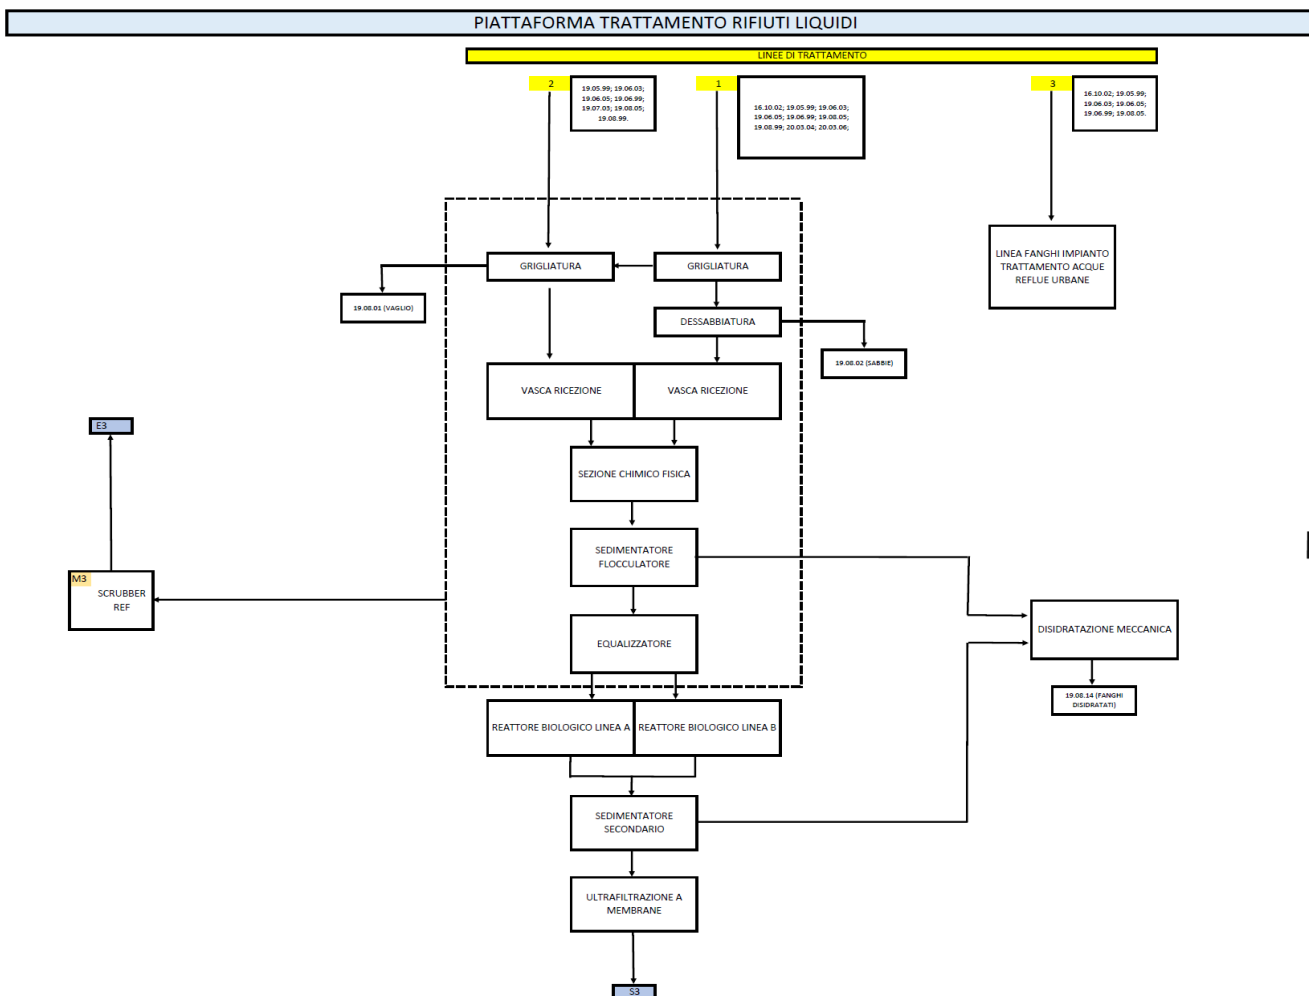 PIATTAFORMA TRATTAMENTO RIFIUTI LIQUIDI
LINEE DI TRATTAMENTO
2
19.05.99; 19.06.03;
19.06.05; 19.06.99;
19.07.03; 19.08.05;
19.08.99.
1
16.10.02; 19.05.99; 19.06.03;
19.06.05; 19.06.99; 19.08.05;
19.08.99; 20.03.04; 20.03.06;
3
16.10.02; 19.05.99;
19.06.03; 19.06.05;
19.06.99; 19.08.05.
GRIGLIATURA
GRIGLIATURA
LINEA FANGHI IMPIANTO
TRATTAMENTO ACQUE
REFLUE URBANE
19.08.01 (VAGLIO)
DESSABBIATURA
19.08.02 (SABBIE)
VASCA RICEZIONE
VASCA RICEZIONE
E3
SEZIONE CHIMICO FISICA
SEDIMENTATORE
FLOCCULATORE
M3
SCRUBBER
REF
EQUALIZZATORE
DISIDRATAZIONE MECCANICA
19.08.14 (FANGHI
DISIDRATATI)
REATTORE BIOLOGICO LINEA A
REATTORE BIOLOGICO LINEA B
SEDIMENTATORE
SECONDARIO
ULTRAFILTRAZIONE A
MEMBRANE
S3